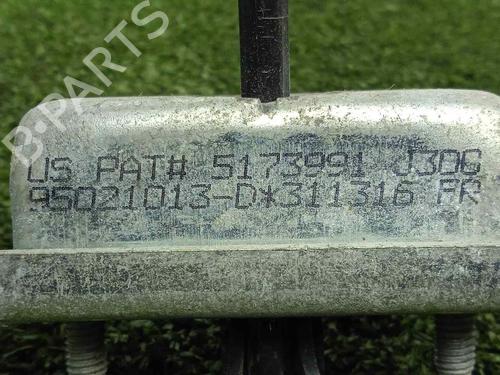 B-PARTS
US PAT# 5173991 J30G
95021013-D*311316 FR